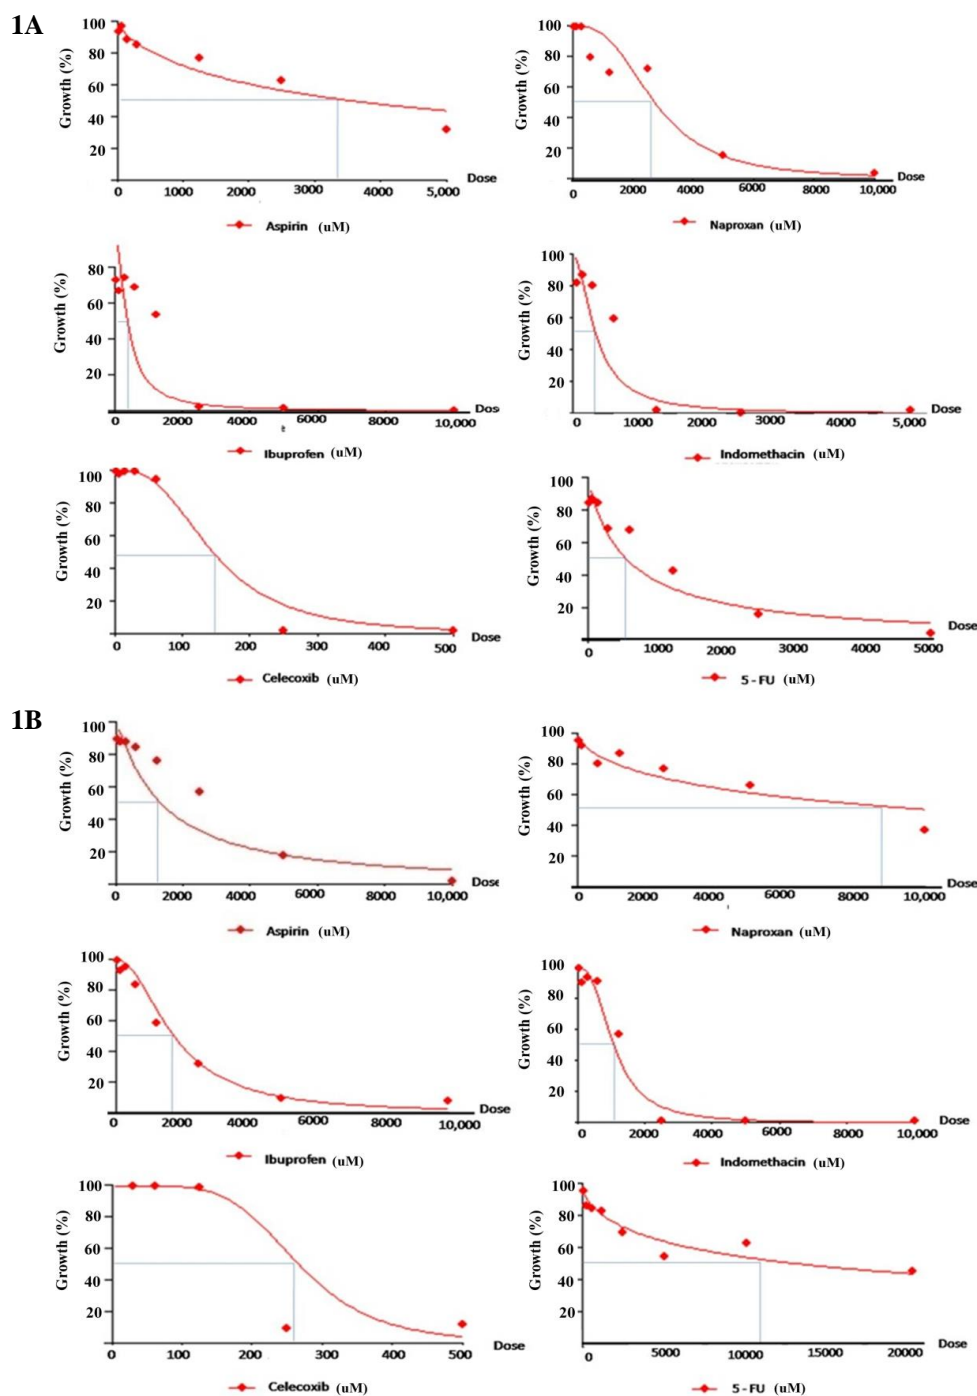 1A
Growth (%)
100
80
60
40
20
0 1000 2000 3000 4000 5,000 Dose
Aspirin (uM)
Growth (%)
100
80
60
40
20
0 2000 4000 6000 8000 10,000 Dose
Naproxan (uM)
Growth (%)
80
60
40
20
0 2000 4000 6000 8000 10,000 Dose
Ibuprofen (uM)
Growth (%)
100
80
60
40
20
0 1000 2000 3000 4000 5,000 Dose
Indomethacin (uM)
Growth (%)
100
80
60
40
20
0 100 200 300 400 500 Dose
Celecoxib (uM)
Growth (%)
100
80
60
40
20
0 1000 2000 3000 4000 5000 Dose
5 - FU (uM)
1B
Growth (%)
100
80
60
40
20
0 2000 4000 6000 8000 10,000 Dose
Aspirin (uM)
Growth (%)
100
80
60
40
20
0 2000 4000 6000 8000 10,000 Dose
Naproxan (uM)
Growth (%)
100
80
60
40
20
0 2000 4000 6000 8000 10,000 Dose
Ibuprofen (uM)
Growth (%)
100
80
60
40
20
0 2000 4000 6000 8000 10,000 Dose
Indomethacin (uM)
Growth (%)
100
80
60
40
20
0 100 200 300 400 500 Dose
Celecoxib (uM)
Growth (%)
100
80
60
40
20
0 5000 10000 15000 20000 Dose
5 - FU (uM)